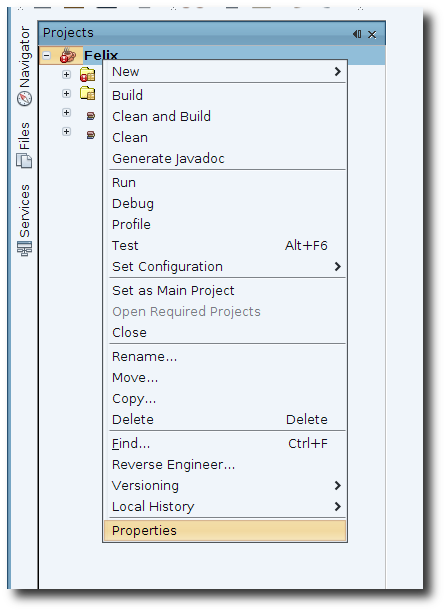 Projects
Navigator
Files
Services
Felix
New
Build
Clean and Build
Clean
Generate Javadoc
Run
Debug
Profile
Test Alt+F6
Set Configuration
Set as Main Project
Open Required Projects
Close
Rename...
Move...
Copy...
Delete Delete
Find... Ctrl+F
Reverse Engineer...
Versioning
Local History
Properties